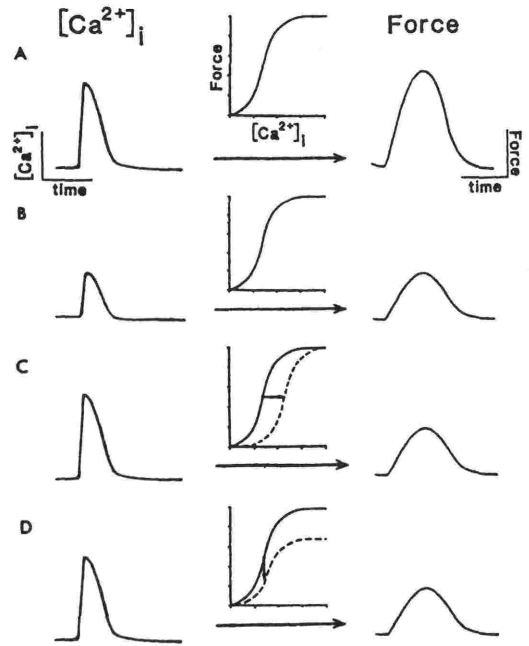 [Ca²⁺]ᵢ
Force
A
Force
[Ca²⁺]ᵢ
[Ca²⁺]ᵢ
time
Force
time
B
C
D